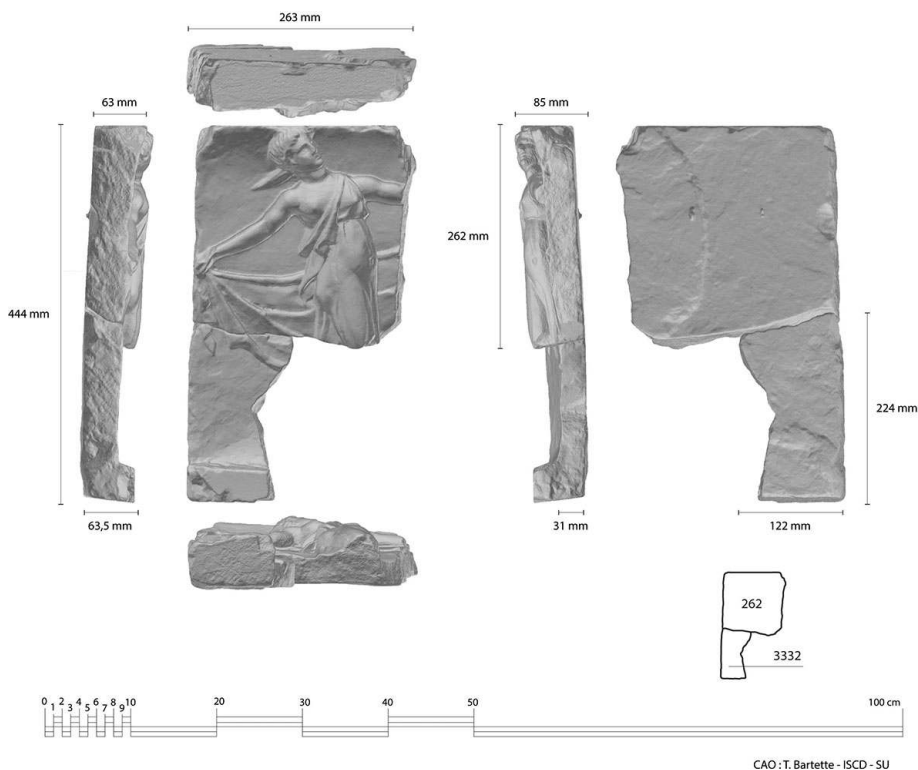 263 mm
63 mm
85 mm
262 mm
444 mm
224 mm
63,5 mm
31 mm
122 mm
262
3332
0 1 2 3 4 5 6 7 8 9 10 20 30 40 50 100 cm
CAO : T. Bartette - ISCD - SU